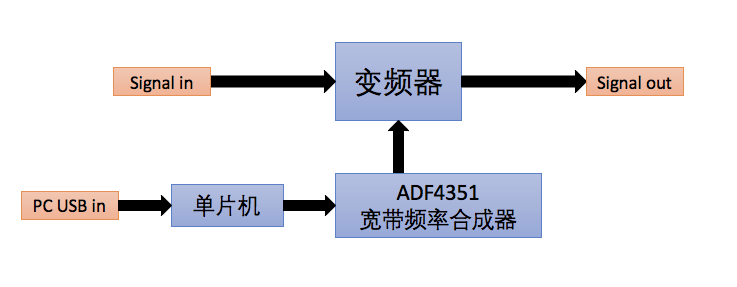 Signal in
变频器
Signal out
PC USB in
单片机
ADF4351
宽带频率合成器